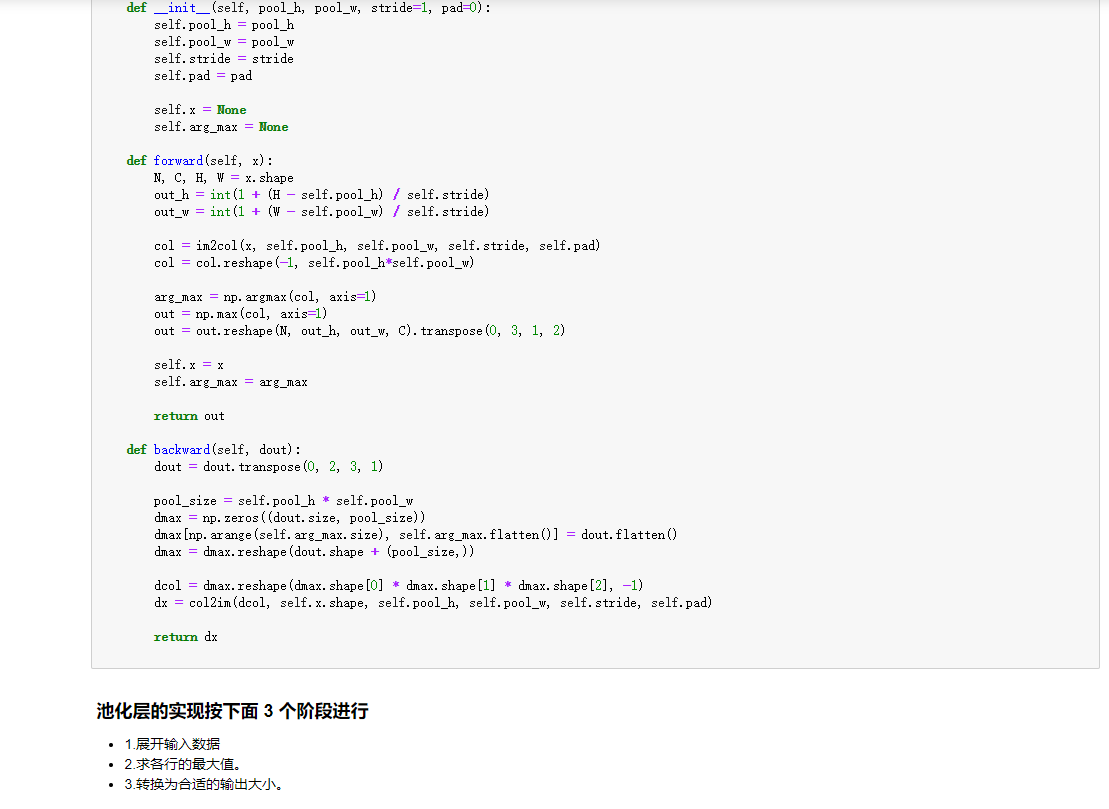 def __init__(self, pool_h, pool_w, stride=1, pad=0):
self.pool_h = pool_h
self.pool_w = pool_w
self.stride = stride
self.pad = pad
self.x = None
self.arg_max = None
def forward(self, x):
N, C, H, W = x.shape
out_h = int(1 + (H - self.pool_h) / self.stride)
out_w = int(1 + (W - self.pool_w) / self.stride)
col = im2col(x, self.pool_h, self.pool_w, self.stride, self.pad)
col = col.reshape(-1, self.pool_h*self.pool_w)
arg_max = np.argmax(col, axis=1)
out = np.max(col, axis=1)
out = out.reshape(N, out_h, out_w, C).transpose(0, 3, 1, 2)
self.x = x
self.arg_max = arg_max
return out
def backward(self, dout):
dout = dout.transpose(0, 2, 3, 1)
pool_size = self.pool_h * self.pool_w
dmax = np.zeros((dout.size, pool_size))
dmax[np.arange(self.arg_max.size), self.arg_max.flatten()] = dout.flatten()
dmax = dmax.reshape(dout.shape + (pool_size,))
dcol = dmax.reshape(dmax.shape[0] * dmax.shape[1] * dmax.shape[2], -1)
dx = col2im(dcol, self.x.shape, self.pool_h, self.pool_w, self.stride, self.pad)
return dx
池化层的实现按下面 3 个阶段进行
• 1.展开输入数据
• 2.求各行的最大值。
• 3.转换为合适的输出大小。